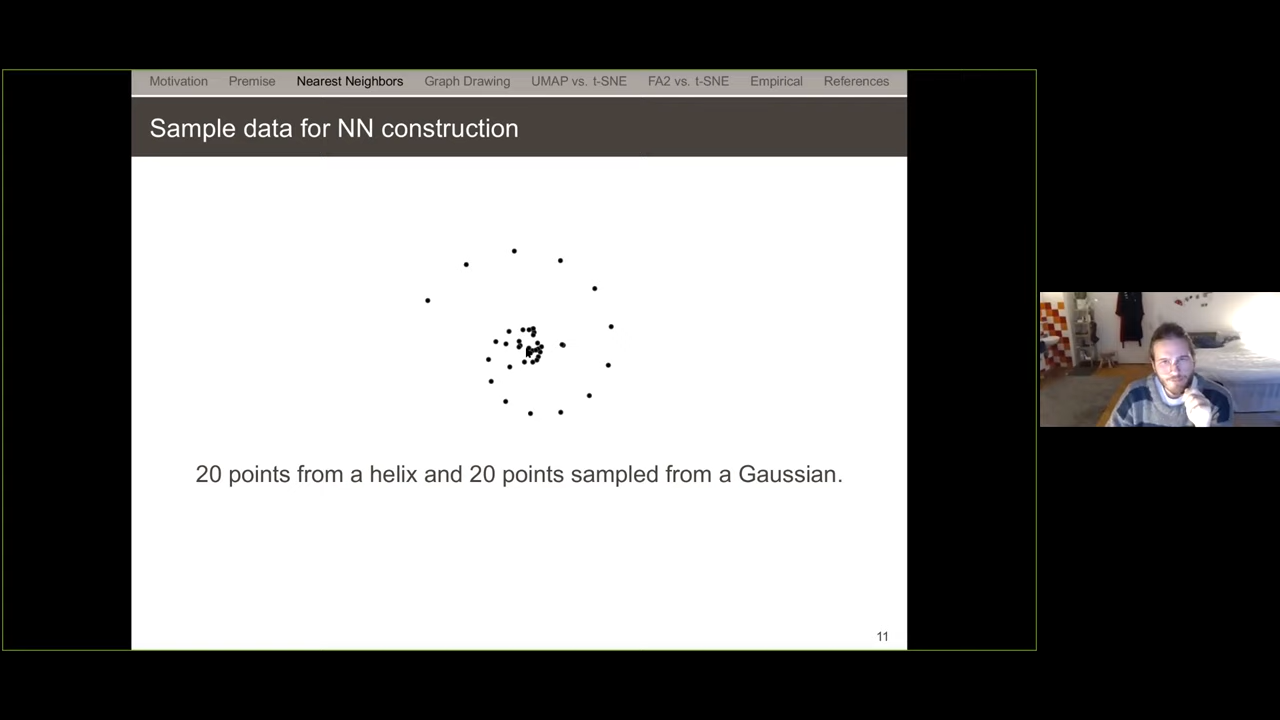 Motivation Premise Nearest Neighbors Graph Drawing UMAP vs. t-SNE FA2 vs. t-SNE Empirical References
Sample data for NN construction
20 points from a helix and 20 points sampled from a Gaussian.
11